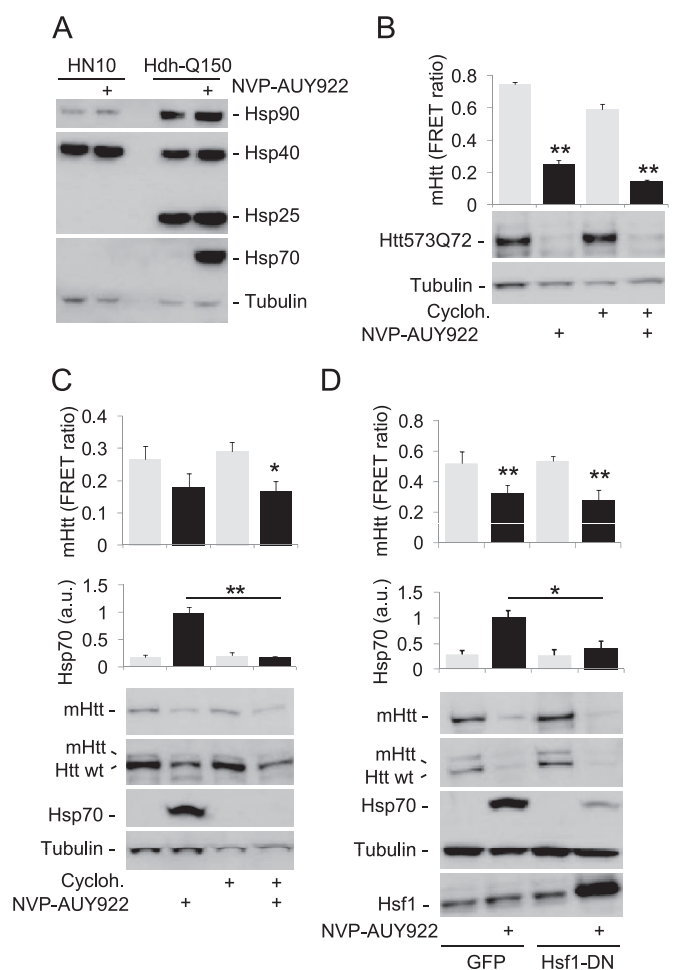 A
HN10 Hdh-Q150
+ + NVP-AUY922
- Hsp90
- Hsp40
- Hsp25
- Hsp70
- Tubulin
B
mHtt (FRET ratio)
0.8
0.6
0.4
0.2
0
** **
Htt573Q72 -
Tubulin -
Cycloh. + +
NVP-AUY922 + +
C
mHtt (FRET ratio)
0.4
0.3
0.2
0.1
0
*
Hsp70 (a.u.)
1.5
1
0.5
0
**
mHtt -
mHtt
Htt wt
Hsp70 -
Tubulin -
Cycloh. + +
NVP-AUY922 + +
D
mHtt (FRET ratio)
0.8
0.6
0.4
0.2
0
** **
Hsp70 (a.u.)
1.5
1
0.5
0
*
mHtt -
mHtt
Htt wt
Hsp70 -
Tubulin -
Hsf1 -
NVP-AUY922 + +
GFP Hsf1-DN